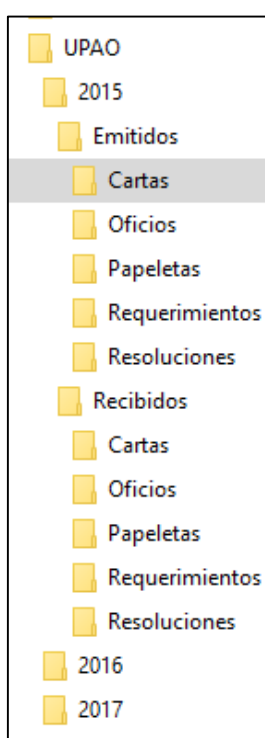 UPAO
2015
Emitidos
Cartas
Oficios
Papeletas
Requerimientos
Resoluciones
Recibidos
Cartas
Oficios
Papeletas
Requerimientos
Resoluciones
2016
2017